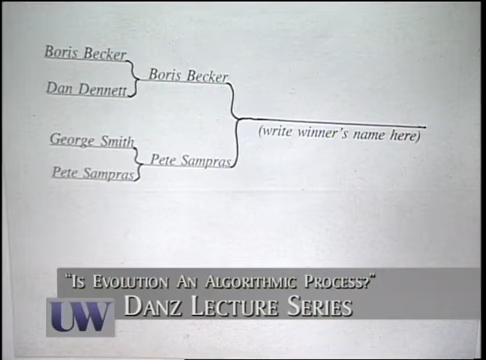 Boris Becker
Boris Becker
Dan Dennett
(write winner's name here)
George Smith
Pete Sampras
Pete Sampras
"IS EVOLUTION AN ALGORITHMIC PROCESS?"
UW DANZ LECTURE SERIES